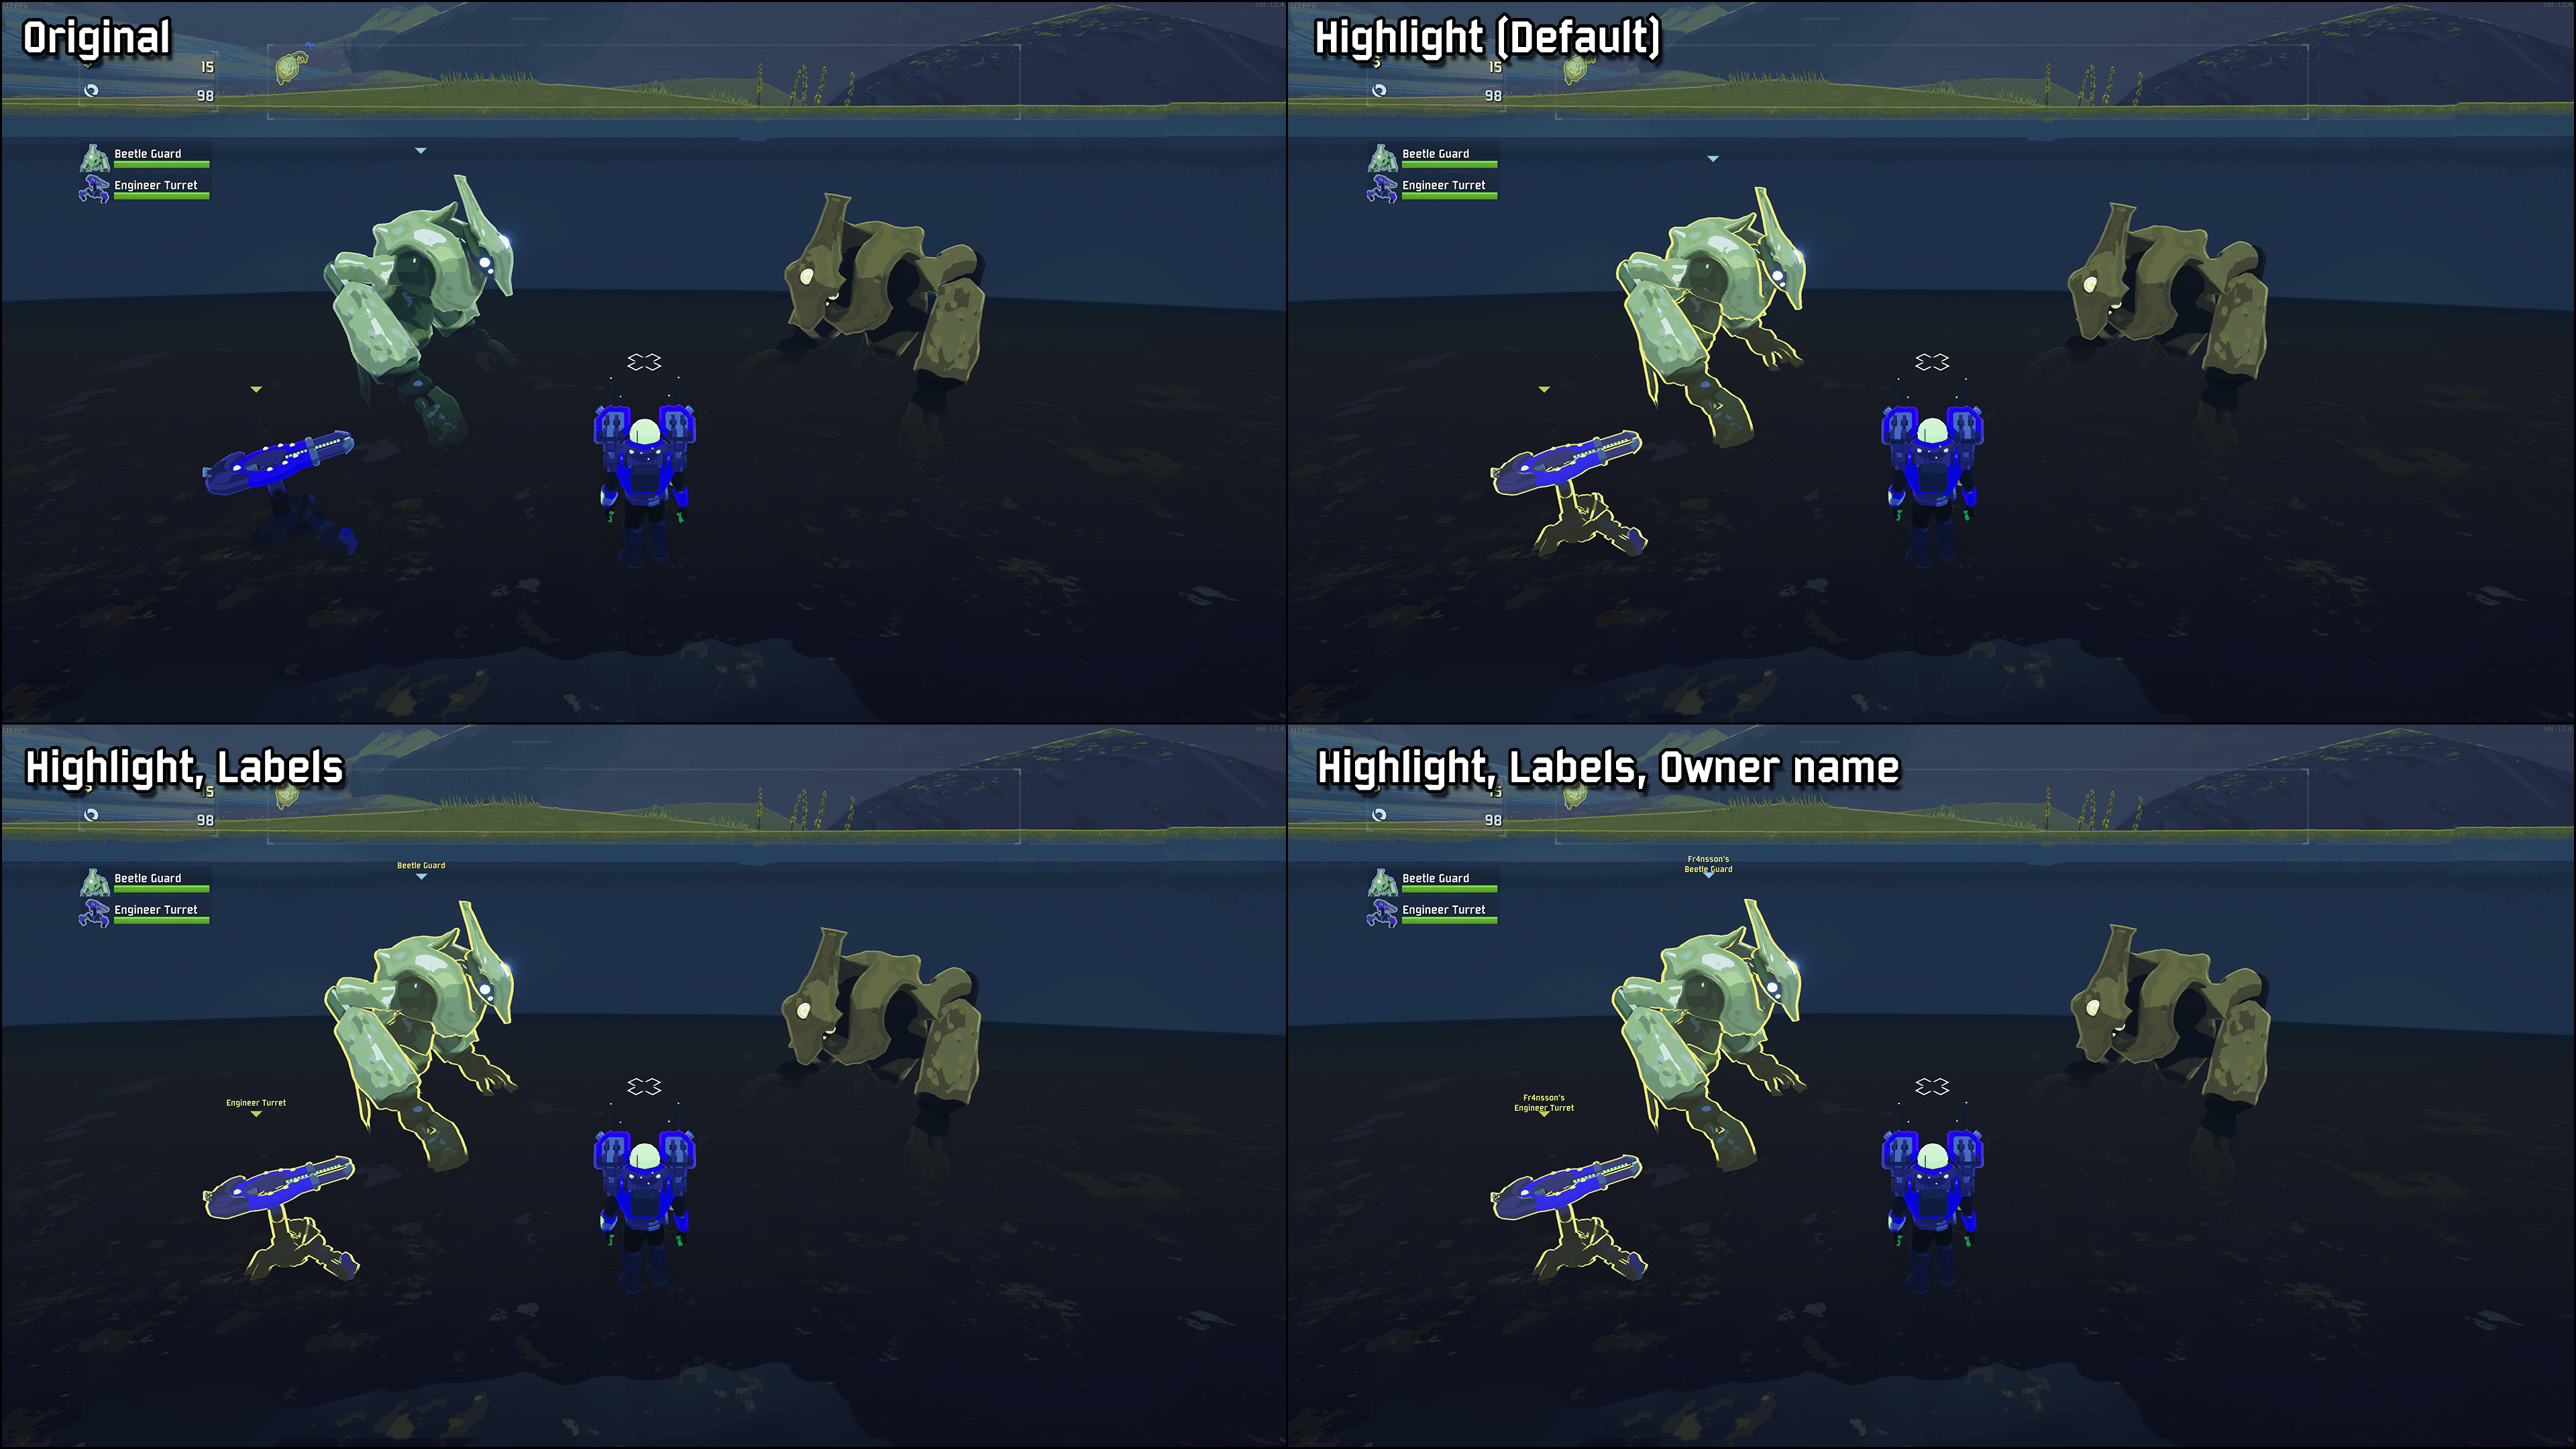 Original
15
98
Beetle Guard
Engineer Turret
Highlight (Default)
$ 15
98
Beetle Guard
Engineer Turret
Highlight, Labels
15
98
Beetle Guard
Engineer Turret
Beetle Guard
Engineer Turret
Highlight, Labels, Owner name
15
98
Beetle Guard
Engineer Turret
Fr4nsson's
Beetle Guard
Fr4nsson's
Engineer Turret